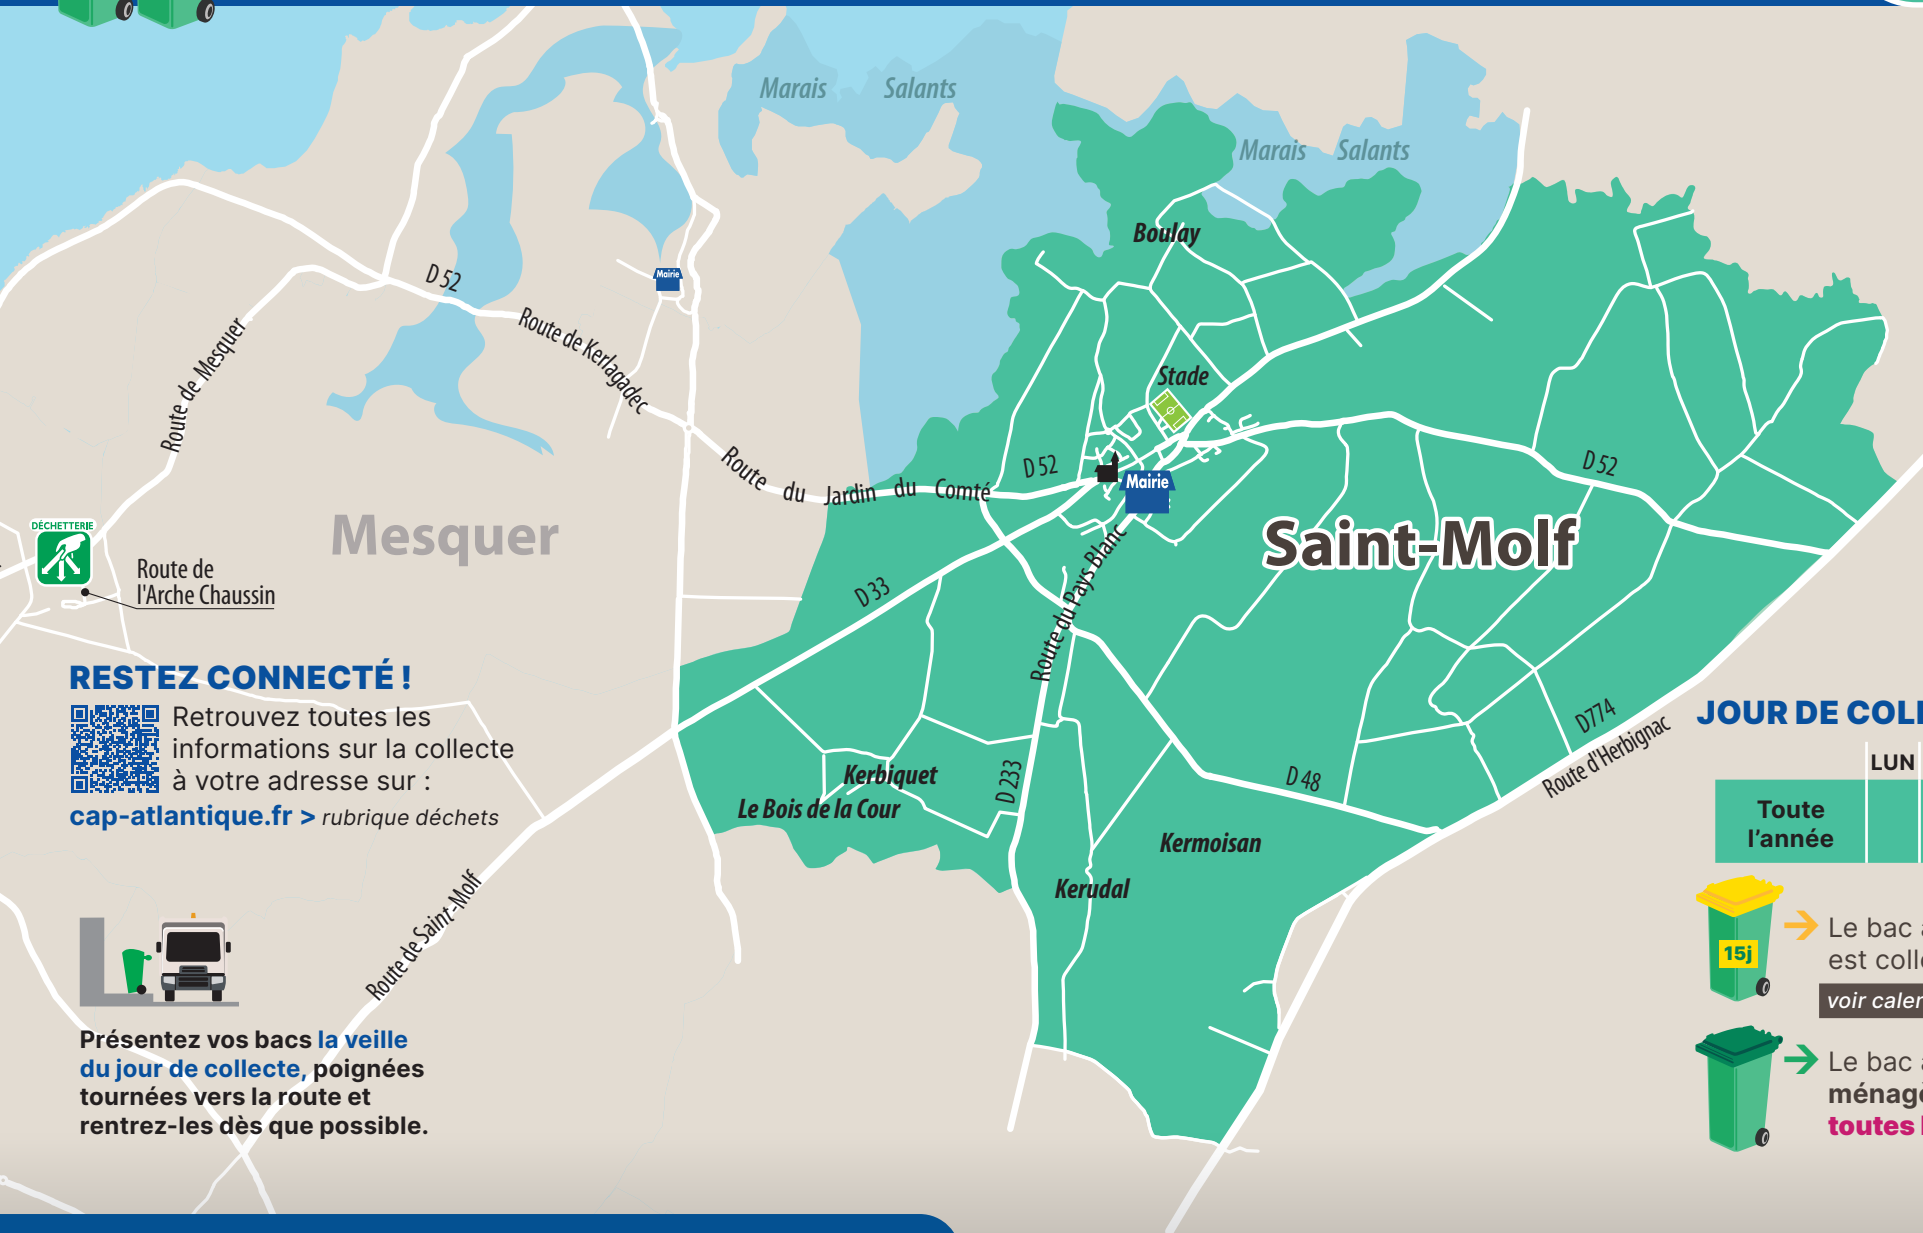 Marais Salants
Marais Salants
Boulay
D 52
Mairie
Route de Kerlagadec
Route de Mesquer
Stade
D 52
D 52
Route du Jardin du Comté
Mairie
Mesquer
Saint-Molf
DÉCHETTERIE
Route de
l'Arche Chaussin
D 33
Route du Pays Blanc
RESTEZ CONNECTÉ !
Retrouvez toutes les
informations sur la collecte
à votre adresse sur :
cap-atlantique.fr > rubrique déchets
D774
Route d'Herbignac
Kerbiquet
Le Bois de la Cour
D 233
D 48
Kermoisan
Kerudal
Route de Saint-Molf
Présentez vos bacs la veille
du jour de collecte, poignées
tournées vers la route et
rentrez-les dès que possible.
JOUR DE COLL
LUN
Toute
l'année
15j
Le bac
est coll
voir caler
Le bac
ménag
toutes